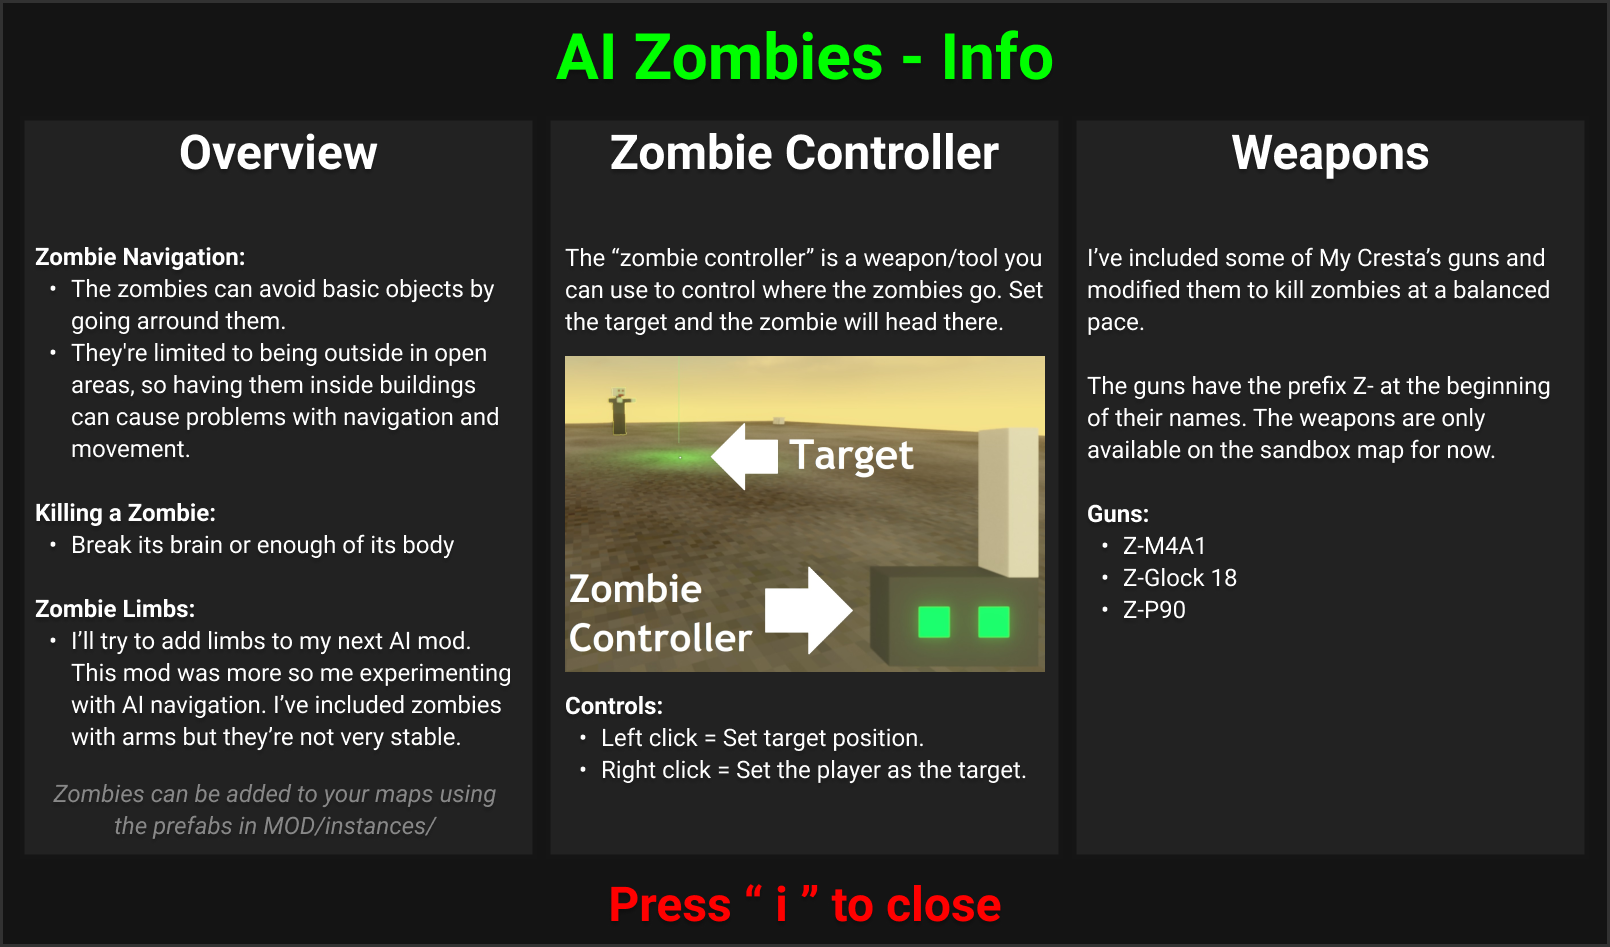 AI Zombies - Info
Overview
Zombie Navigation:
• The zombies can avoid basic objects by
going arround them.
• They're limited to being outside in open
areas, so having them inside buildings
can cause problems with navigation and
movement.
Killing a Zombie:
• Break its brain or enough of its body
Zombie Limbs:
• I’ll try to add limbs to my next AI mod.
This mod was more so me experimenting
with AI navigation. I’ve included zombies
with arms but they’re not very stable.
Zombies can be added to your maps using
the prefabs in MOD/instances/
Zombie Controller
The “zombie controller” is a weapon/tool you
can use to control where the zombies go. Set
the target and the zombie will head there.
Target
Zombie
Controller
Controls:
• Left click = Set target position.
• Right click = Set the player as the target.
Weapons
I’ve included some of My Cresta’s guns and
modified them to kill zombies at a balanced
pace.
The guns have the prefix Z- at the beginning
of their names. The weapons are only
available on the sandbox map for now.
Guns:
• Z-M4A1
• Z-Glock 18
• Z-P90
Press “ i ” to close